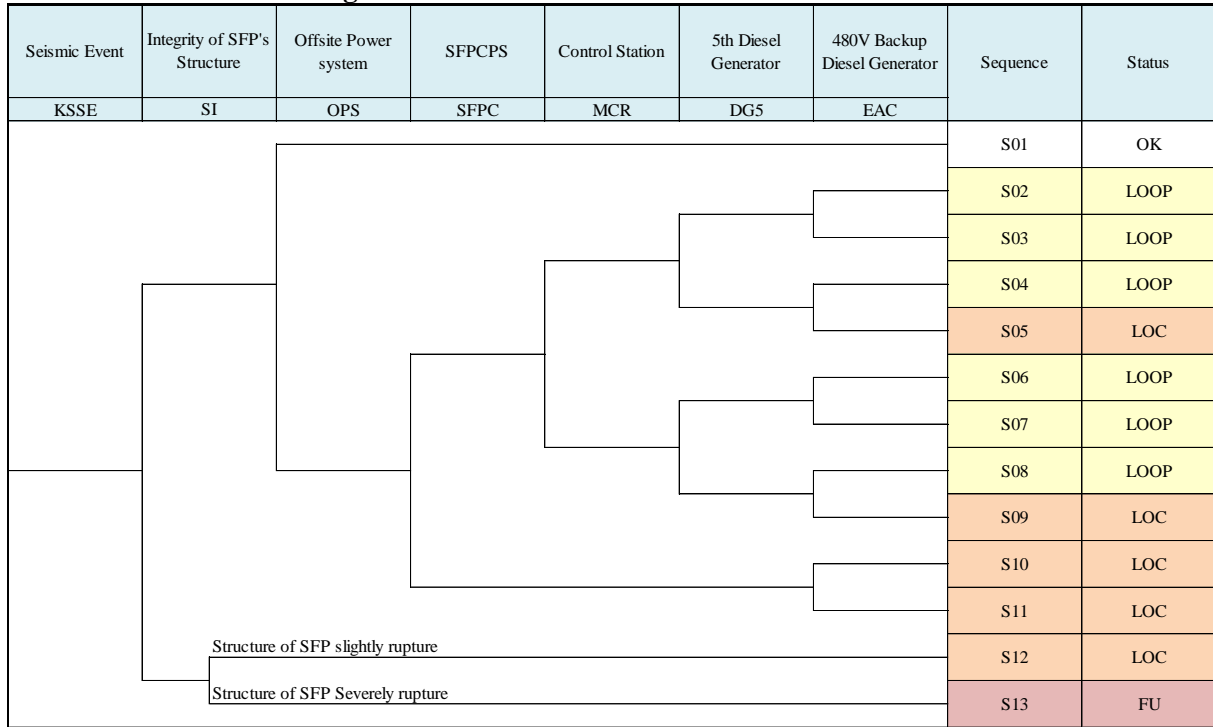 Seismic Event
Integrity of SFP's
Structure
Offsite Power
system
SFPCPS
Control Station
5th Diesel
Generator
480V Backup
Diesel Generator
Sequence
Status
KSSE
SI
OPS
SFPC
MCR
DG5
EAC
S01
OK
S02
LOOP
S03
LOOP
S04
LOOP
S05
LOC
S06
LOOP
S07
LOOP
S08
LOOP
S09
LOC
S10
LOC
S11
LOC
Structure of SFP slightly rupture
S12
LOC
Structure of SFP Severely rupture
S13
FU